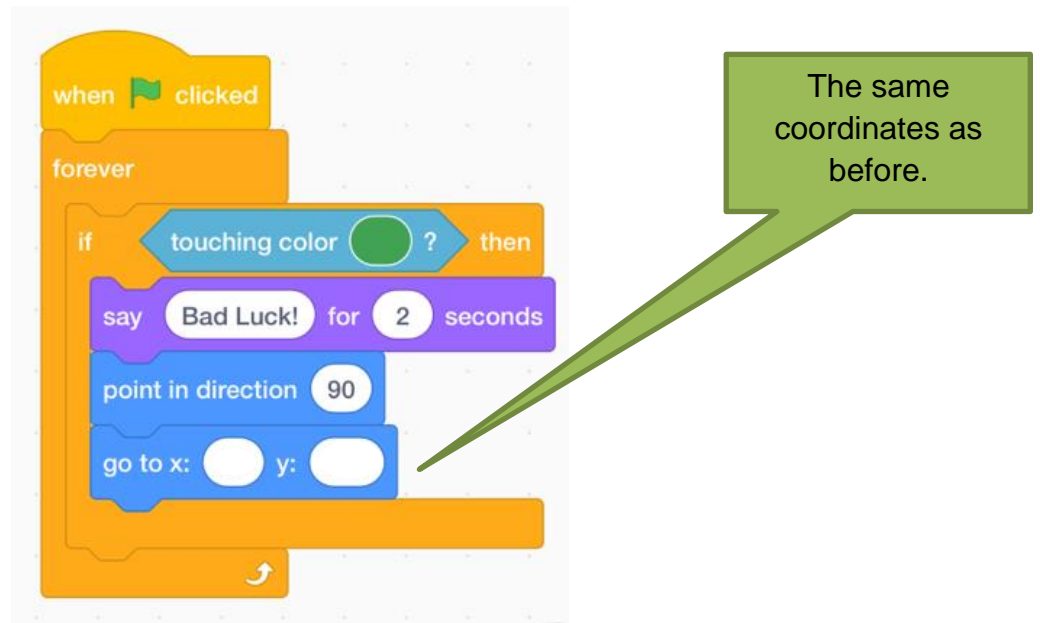 when clicked
forever
if touching color ? then
say Bad Luck! for 2 seconds
point in direction 90
go to x: y:
The same
coordinates as
before.